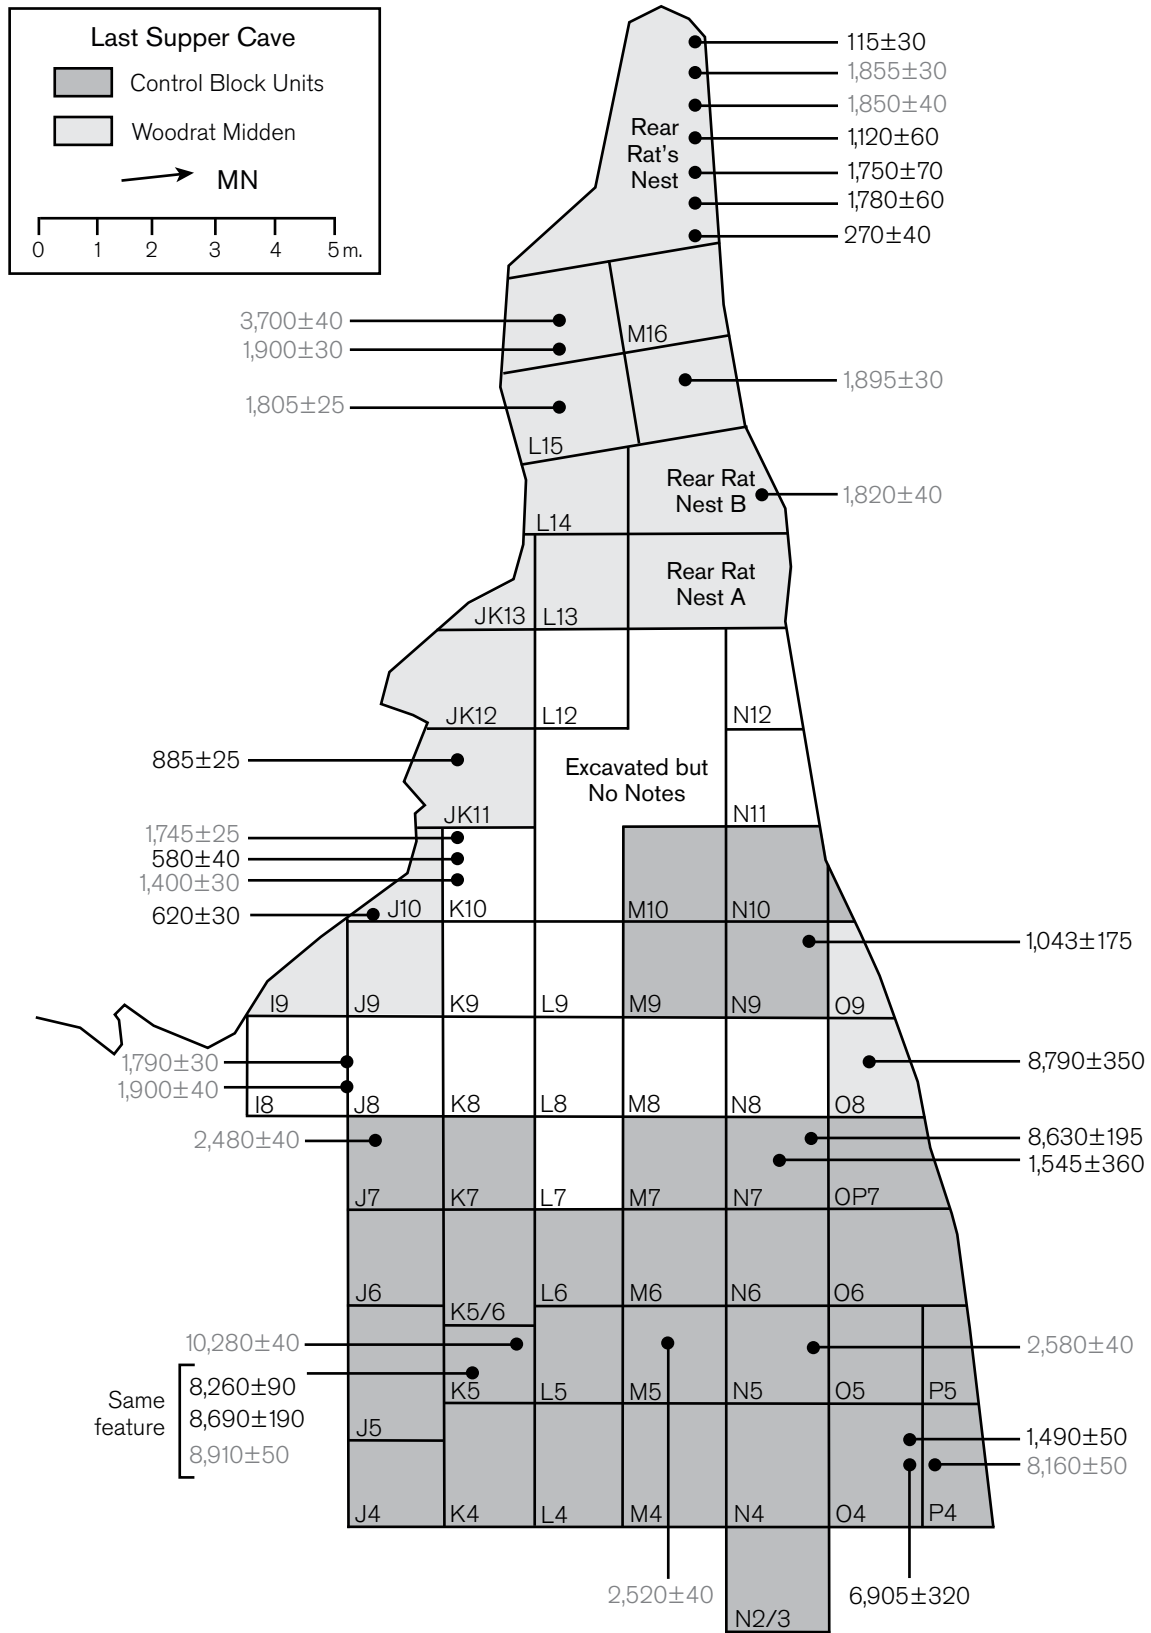 Last Supper Cave
Control Block Units
Woodrat Midden
MN
0 1 2 3 4 5 m.
115±30
1,855±30
1,850±40
1,120±60
1,750±70
1,780±60
270±40
Rear
Rat's
Nest
3,700±40
1,900±30
M16
1,895±30
1,805±25
L15
Rear Rat
Nest B
1,820±40
L14
Rear Rat
Nest A
JK13 L13
JK12 L12 N12
885±25
Excavated but
No Notes
JK11 N11
1,745±25
580±40
1,400±30
620±30
J10 K10 M10 N10
1,043±175
I9 J9 K9 L9 M9 N9 O9
1,790±30
1,900±40
8,790±350
I8 J8 K8 L8 M8 N8 O8
2,480±40
8,630±195
1,545±360
J7 K7 L7 M7 N7 OP7
J6 K5/6 L6 M6 N6 O6
10,280±40
2,580±40
Same
feature
8,260±90
8,690±190
8,910±50
J5 K5 L5 M5 N5 O5 P5
1,490±50
8,160±50
J4 K4 L4 M4 N4 O4 P4
2,520±40
6,905±320
N2/3